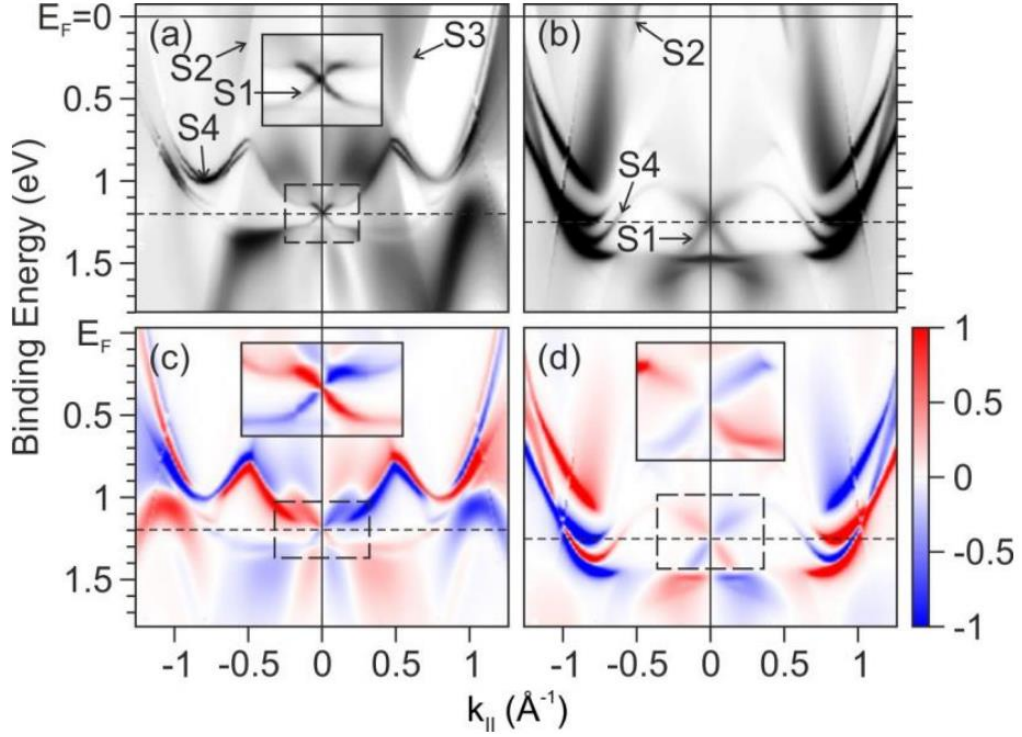 E_F=0
(a)
S2
S3
S1
S4
0.5
1
1.5
(b)
S2
S4
S1
Binding Energy (eV)
E_F
(c)
0.5
1
1.5
(d)
1
0.5
0
-0.5
-1
-1 -0.5 0 0.5 1
-1 -0.5 0 0.5 1
k_|| (Å⁻¹)